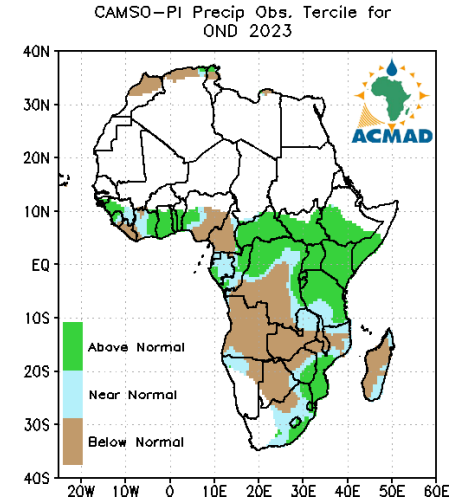 CAMSO-PI Precip Obs. Tercile for
OND 2023
40N
30N
20N
10N
EQ
10S
20S
30S
40S
ACMAD
Above Normal
Near Normal
Below Normal
20W 10W 0 10E 20E 30E 40E 50E 60E